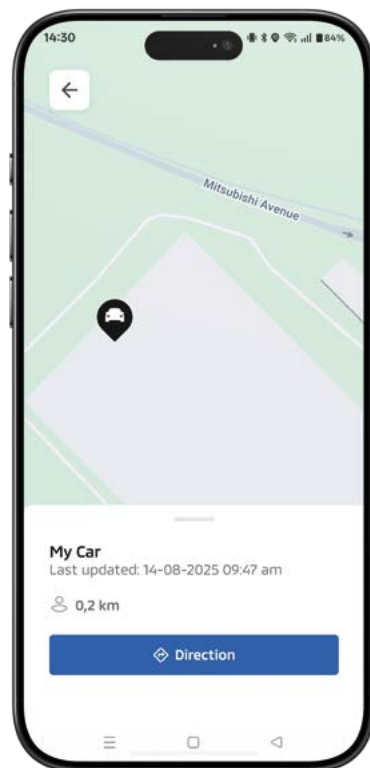 14:30
84%
Mitsubishi Avenue
My Car
Last updated: 14-08-2025 09:47 am
0,2 km
Direction